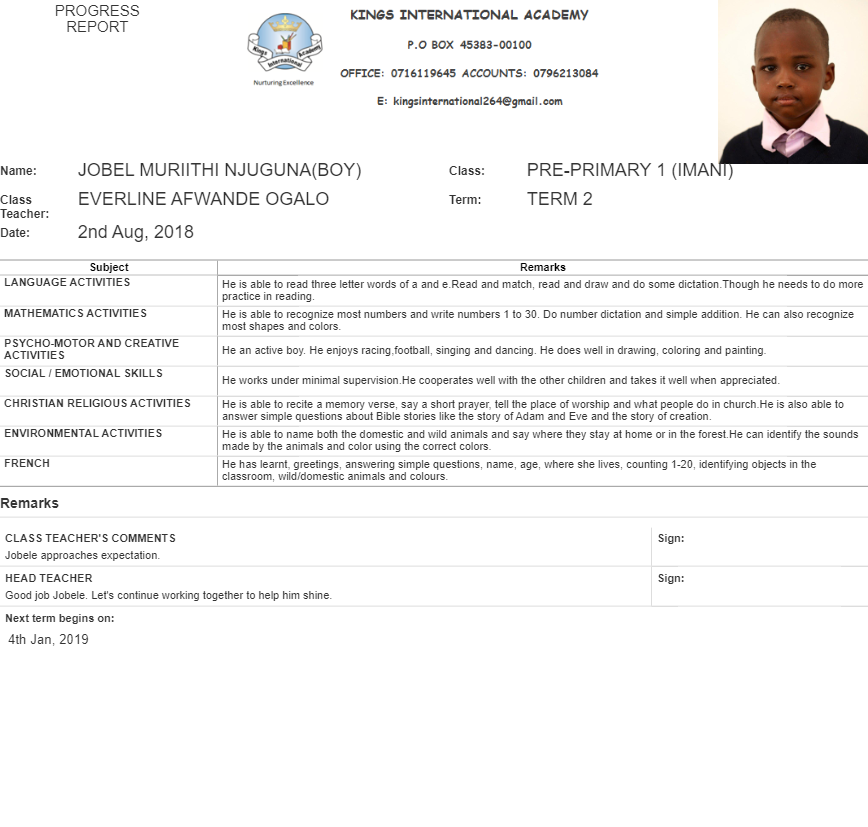 PROGRESS
REPORT
KINGS INTERNATIONAL ACADEMY
P.O BOX 45383-00100
OFFICE: 0716119645 ACCOUNTS: 0796213084
E: kingsinternational264@gmail.com
Kings Academy
International
Nurturing Excellence
Name: JOBEL MURIITHI NJUGUNA(BOY) Class: PRE-PRIMARY 1 (IMANI)
Class Teacher: EVERLINE AFWANDE OGALO Term: TERM 2
Date: 2nd Aug, 2018
Subject Remarks
LANGUAGE ACTIVITIES
He is able to read three letter words of a and e.Read and match, read and draw and do some dictation.Though he needs to do more
practice in reading.
MATHEMATICS ACTIVITIES
He is able to recognize most numbers and write numbers 1 to 30. Do number dictation and simple addition. He can also recognize
most shapes and colors.
PSYCHO-MOTOR AND CREATIVE
ACTIVITIES
He an active boy. He enjoys racing,football, singing and dancing. He does well in drawing, coloring and painting.
SOCIAL / EMOTIONAL SKILLS
He works under minimal supervision.He cooperates well with the other children and takes it well when appreciated.
CHRISTIAN RELIGIOUS ACTIVITIES
He is able to recite a memory verse, say a short prayer, tell the place of worship and what people do in church.He is also able to
answer simple questions about Bible stories like the story of Adam and Eve and the story of creation.
ENVIRONMENTAL ACTIVITIES
He is able to name both the domestic and wild animals and say where they stay at home or in the forest.He can identify the sounds
made by the animals and color using the correct colors.
FRENCH
He has learnt, greetings, answering simple questions, name, age, where she lives, counting 1-20, identifying objects in the
classroom, wild/domestic animals and colours.
Remarks
CLASS TEACHER'S COMMENTS Sign:
Jobele approaches expectation.
HEAD TEACHER Sign:
Good job Jobele. Let's continue working together to help him shine.
Next term begins on:
4th Jan, 2019